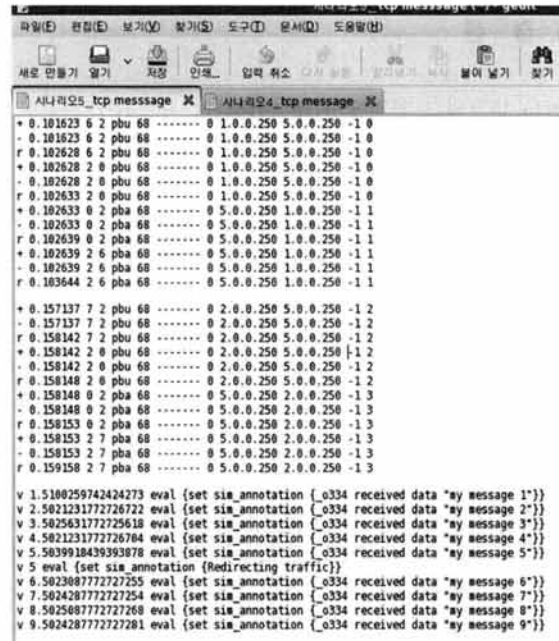 파일(F) 편집(E) 보기(V) 찾기(S) 도구(T) 문서(D) 도움말(H)
새로 만들기 열기 저장 인쇄... 입력 취소 다시 실행 잘라내기 복사 붙여 넣기 찾기
시나리오5_tcp messsage 시나리오4_tcp message
+ 0.101623 6 2 pbu 68 ------- 0 1.0.0.250 5.0.0.250 -1 0
- 0.101623 6 2 pbu 68 ------- 0 1.0.0.250 5.0.0.250 -1 0
r 0.102628 6 2 pbu 68 ------- 0 1.0.0.250 5.0.0.250 -1 0
+ 0.102628 2 0 pbu 68 ------- 0 1.0.0.250 5.0.0.250 -1 0
- 0.102628 2 0 pbu 68 ------- 0 1.0.0.250 5.0.0.250 -1 0
r 0.102633 2 0 pbu 68 ------- 0 1.0.0.250 5.0.0.250 -1 0
+ 0.102633 0 2 pba 68 ------- 0 5.0.0.250 1.0.0.250 -1 1
- 0.102633 0 2 pba 68 ------- 0 5.0.0.250 1.0.0.250 -1 1
r 0.102639 0 2 pba 68 ------- 0 5.0.0.250 1.0.0.250 -1 1
+ 0.102639 2 6 pba 68 ------- 0 5.0.0.250 1.0.0.250 -1 1
- 0.102639 2 6 pba 68 ------- 0 5.0.0.250 1.0.0.250 -1 1
r 0.103644 2 6 pba 68 ------- 0 5.0.0.250 1.0.0.250 -1 1
+ 0.157137 7 2 pbu 68 ------- 0 2.0.0.250 5.0.0.250 -1 2
- 0.157137 7 2 pbu 68 ------- 0 2.0.0.250 5.0.0.250 -1 2
r 0.158142 7 2 pbu 68 ------- 0 2.0.0.250 5.0.0.250 -1 2
+ 0.158142 2 0 pbu 68 ------- 0 2.0.0.250 5.0.0.250 -1 2
- 0.158142 2 0 pbu 68 ------- 0 2.0.0.250 5.0.0.250 -1 2
r 0.158148 2 0 pbu 68 ------- 0 2.0.0.250 5.0.0.250 -1 2
+ 0.158148 0 2 pba 68 ------- 0 5.0.0.250 2.0.0.250 -1 3
- 0.158148 0 2 pba 68 ------- 0 5.0.0.250 2.0.0.250 -1 3
r 0.158153 0 2 pba 68 ------- 0 5.0.0.250 2.0.0.250 -1 3
+ 0.158153 2 7 pba 68 ------- 0 5.0.0.250 2.0.0.250 -1 3
- 0.158153 2 7 pba 68 ------- 0 5.0.0.250 2.0.0.250 -1 3
r 0.159158 2 7 pba 68 ------- 0 5.0.0.250 2.0.0.250 -1 3
v 1.5100259742424273 eval {set sim_annotation {_o334 received data "my message 1"}}
v 2.5021231772726722 eval {set sim_annotation {_o334 received data "my message 2"}}
v 3.5025631772725618 eval {set sim_annotation {_o334 received data "my message 3"}}
v 4.5021231772726704 eval {set sim_annotation {_o334 received data "my message 4"}}
v 5.5039918439393878 eval {set sim_annotation {_o334 received data "my message 5"}}
v 5 eval {set sim_annotation {Redirecting traffic}}
v 6.5023087772727255 eval {set sim_annotation {_o334 received data "my message 6"}}
v 7.5024287772727254 eval {set sim_annotation {_o334 received data "my message 7"}}
v 8.5025087772727268 eval {set sim_annotation {_o334 received data "my message 8"}}
v 9.5024287772727281 eval {set sim_annotation {_o334 received data "my message 9"}}